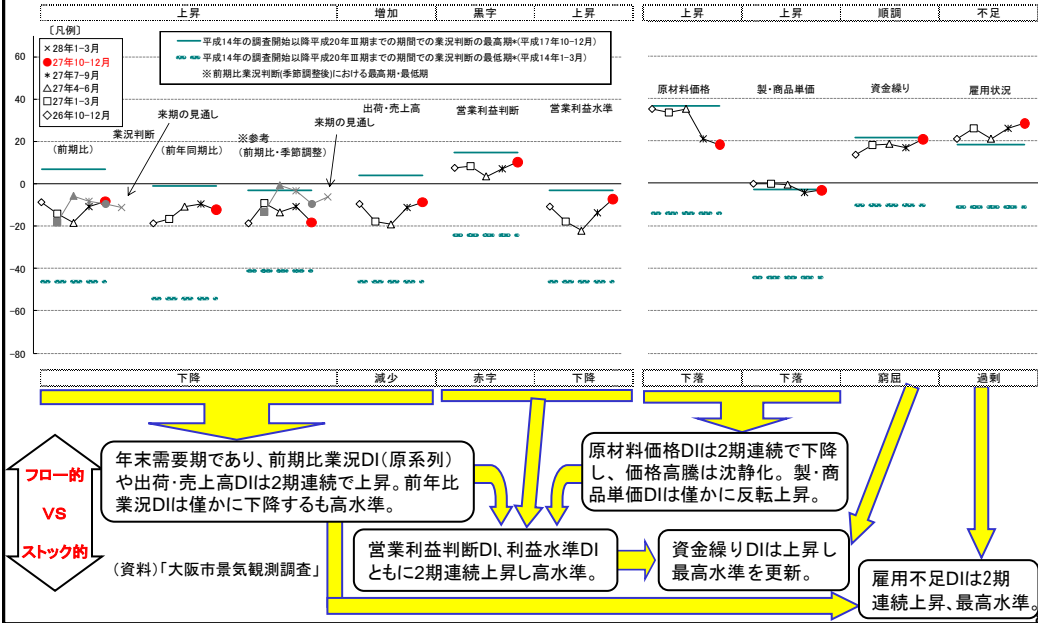 上昇 増加 黒字 上昇 上昇 上昇 順調 不足
〔凡例〕
×28年1-3月
●27年10-12月
*27年7-9月
△27年4-6月
□27年1-3月
◇26年10-12月
平成14年の調査開始以降平成20年Ⅲ期までの期間での業況判断の最高期*(平成17年10-12月)
平成14年の調査開始以降平成20年Ⅲ期までの期間での業況判断の最低期*(平成14年1-3月)
※前期比業況判断(季節調整後)における最高期・最低期
60
40
20
0
-20
-40
-60
-80
業況判断
(前期比)
来期の見通し
(前年同期比)
※参考
(前期比・季節調整)
来期の見通し
出荷・売上高
営業利益判断
営業利益水準
原材料価格
製・商品単価
資金繰り
雇用状況
下降 減少 赤字 下降 下落 下落 窮屈 過剰
フロー的
VS
ストック的
年末需要期であり、前期比業況DI(原系列)
や出荷・売上高DIは2期連続で上昇。前年比
業況DIは僅かに下降するも高水準。
原材料価格DIは2期連続で下降
し、価格高騰は沈静化。製・商
品単価DIは僅かに反転上昇。
営業利益判断DI、利益水準DI
ともに2期連続上昇し高水準。
資金繰りDIは上昇し
最高水準を更新。
雇用不足DIは2期
連続上昇、最高水準。
(資料)「大阪市景気観測調査」